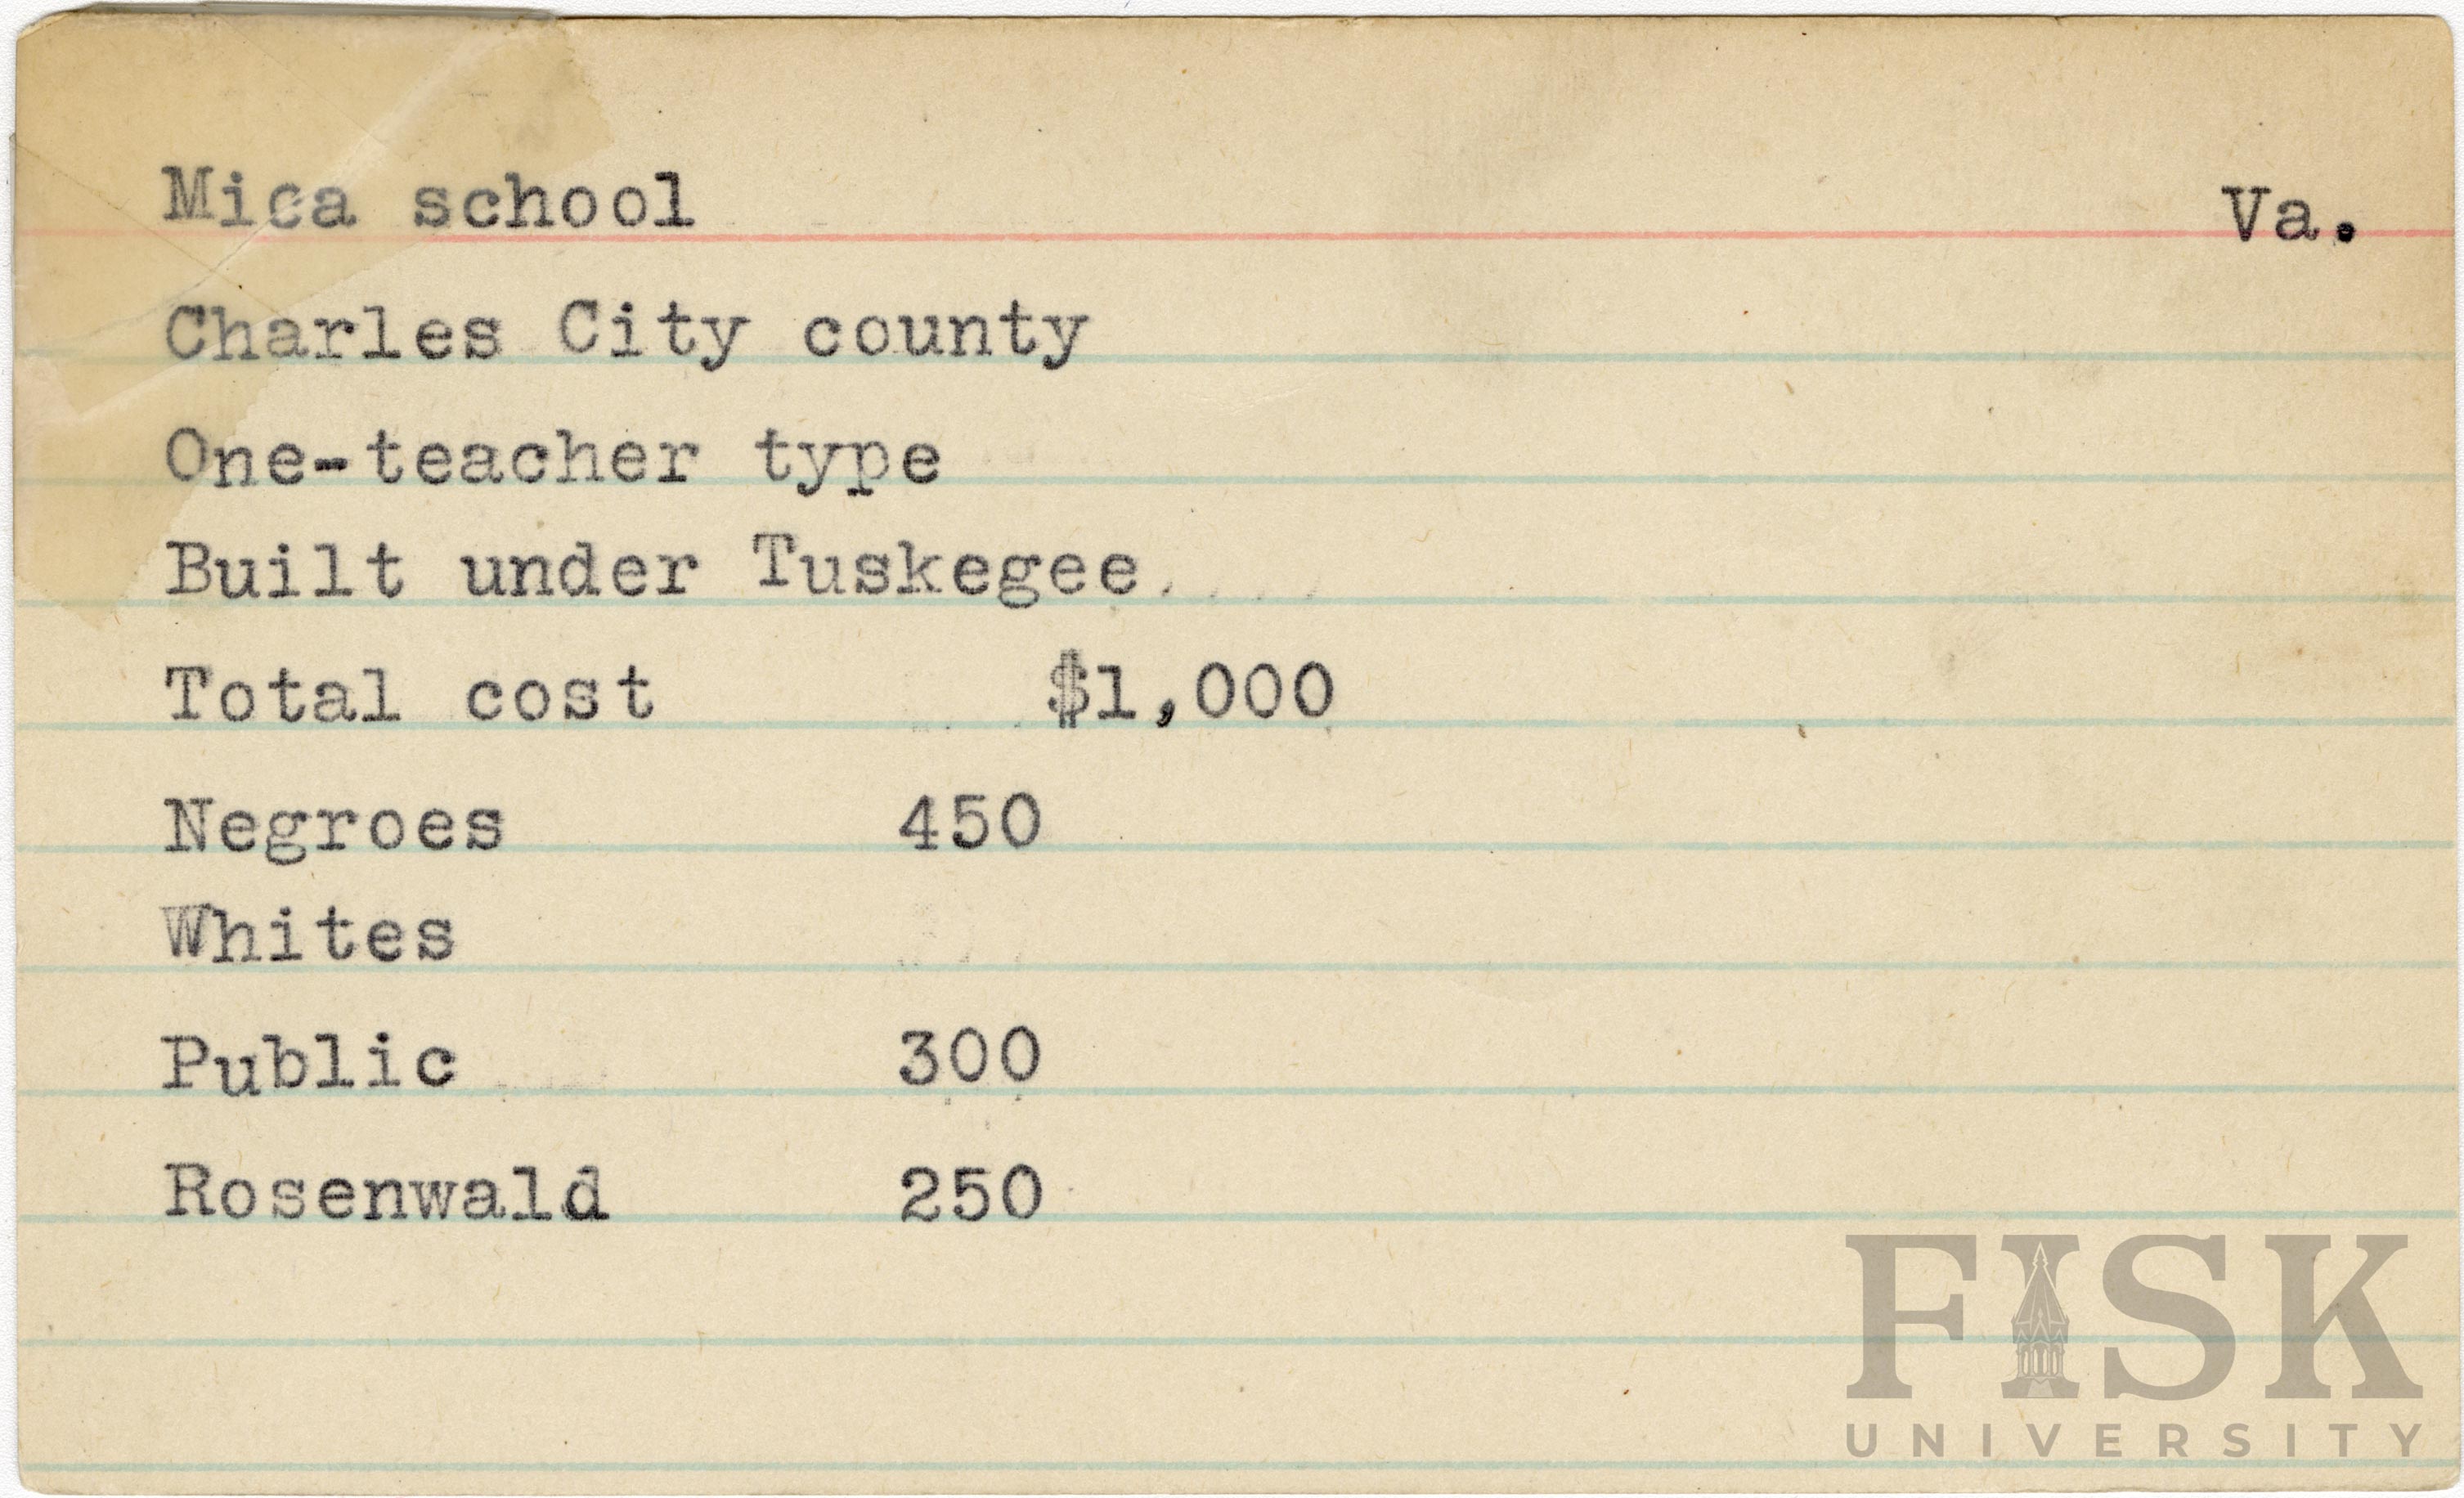 Mica school Va.
Charles City county
One-teacher type
Built under Tuskegee
Total cost $1,000
Negroes 450
Whites
Public 300
Rosenwald 250
FISK
UNIVERSITY